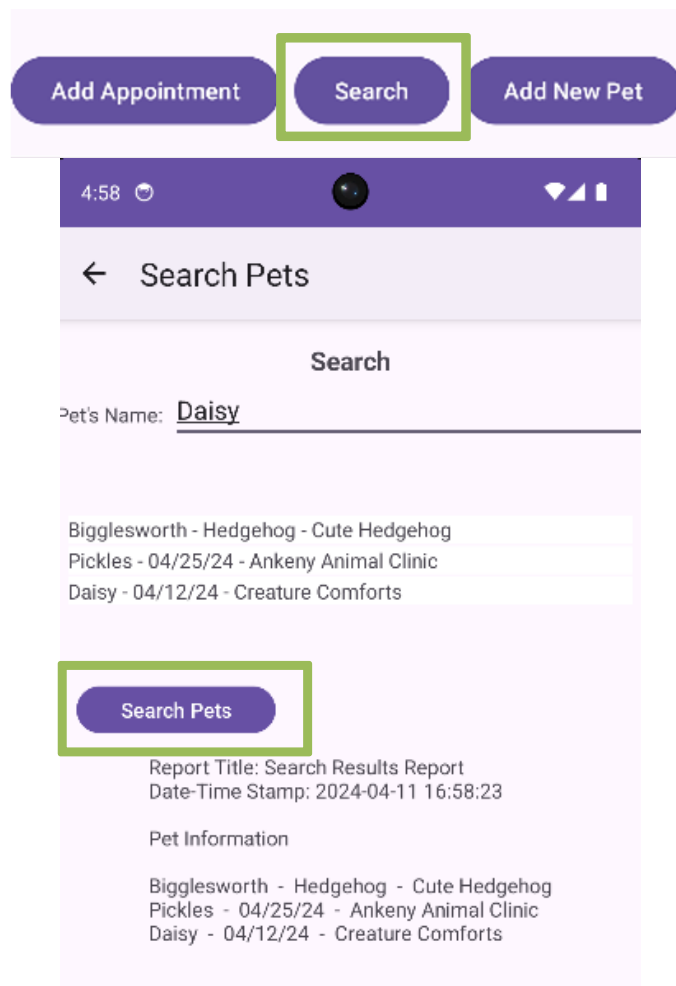 Add Appointment Search Add New Pet
4:58
Search Pets
Search
Pet's Name: Daisy
Bigglesworth - Hedgehog - Cute Hedgehog
Pickles - 04/25/24 - Ankeny Animal Clinic
Daisy - 04/12/24 - Creature Comforts
Search Pets
Report Title: Search Results Report
Date-Time Stamp: 2024-04-11 16:58:23
Pet Information
Bigglesworth - Hedgehog - Cute Hedgehog
Pickles - 04/25/24 - Ankeny Animal Clinic
Daisy - 04/12/24 - Creature Comforts